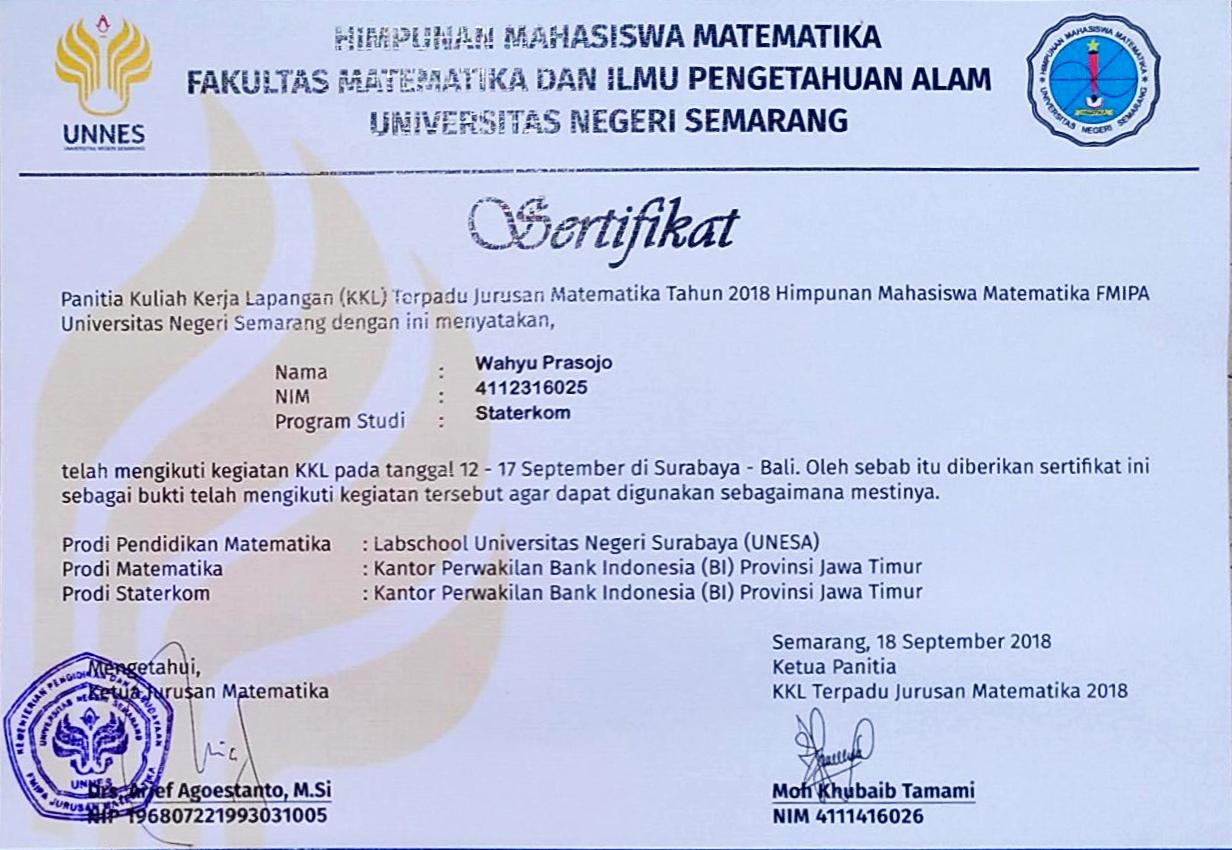 HIMPUNAN MAHASISWA MATEMATIKA
FAKULTAS MATEMATIKA DAN ILMU PENGETAHUAN ALAM
UNIVERSITAS NEGERI SEMARANG
UNNES
UNIVERSITAS NEGERI SEMARANG
HIMPUNAN MAHASISWA MATEMATIKA
UNIVERSITAS NEGERI SEMARANG
Sertifikat
Panitia Kuliah Kerja Lapangan (KKL) Terpadu Jurusan Matematika Tahun 2018 Himpunan Mahasiswa Matematika FMIPA
Universitas Negeri Semarang dengan ini menyatakan,
Nama : Wahyu Prasojo
NIM : 4112316025
Program Studi : Staterkom
telah mengikuti kegiatan KKL pada tanggal 12 - 17 September di Surabaya - Bali. Oleh sebab itu diberikan sertifikat ini
sebagai bukti telah mengikuti kegiatan tersebut agar dapat digunakan sebagaimana mestinya.
Prodi Pendidikan Matematika : Labschool Universitas Negeri Surabaya (UNESA)
Prodi Matematika : Kantor Perwakilan Bank Indonesia (BI) Provinsi Jawa Timur
Prodi Staterkom : Kantor Perwakilan Bank Indonesia (BI) Provinsi Jawa Timur
Mengetahui,
Ketua Jurusan Matematika
KEMENTERIAN PENDIDIKAN DAN KEBUDAYAAN
UNIVERSITAS NEGERI SEMARANG
UNNES
FMIPA JURUSAN MATEMATIKA
Drs. Arief Agoestanto, M.Si
NIP 196807221993031005
Semarang, 18 September 2018
Ketua Panitia
KKL Terpadu Jurusan Matematika 2018
Moh Khubaib Tamami
NIM 4111416026